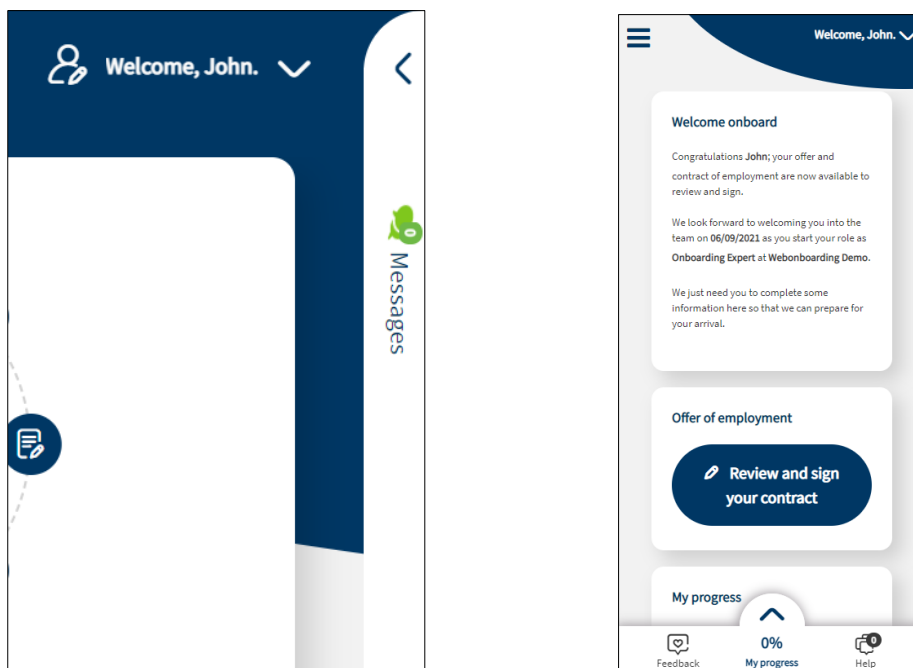 Welcome, John.
0
Messages
Welcome, John.
Welcome onboard
Congratulations John; your offer and
contract of employment are now available to
review and sign.
We look forward to welcoming you into the
team on 06/09/2021 as you start your role as
Onboarding Expert at Webonboarding Demo.
We just need you to complete some
information here so that we can prepare for
your arrival.
Offer of employment
Review and sign
your contract
My progress
0%
0
Feedback
My progress
Help